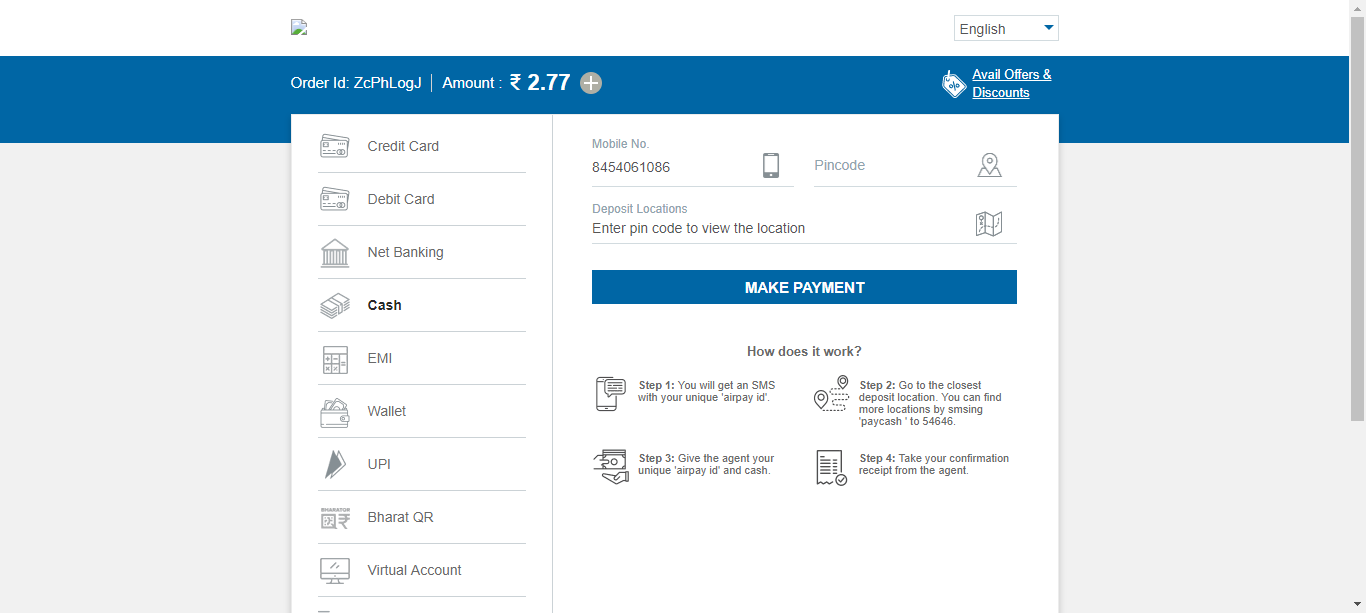 English
Order Id: ZcPhLogJ | Amount : ₹ 2.77
Avail Offers &
Discounts
Credit Card
Debit Card
Net Banking
Cash
EMI
Wallet
UPI
BHARATQR
Bharat QR
Virtual Account
Mobile No.
8454061086
Pincode
Deposit Locations
Enter pin code to view the location
MAKE PAYMENT
How does it work?
Step 1: You will get an SMS
with your unique 'airpay id'.
Step 2: Go to the closest
deposit location. You can find
more locations by smsing
'paycash ' to 54646.
Step 3: Give the agent your
unique 'airpay id' and cash.
Step 4: Take your confirmation
receipt from the agent.